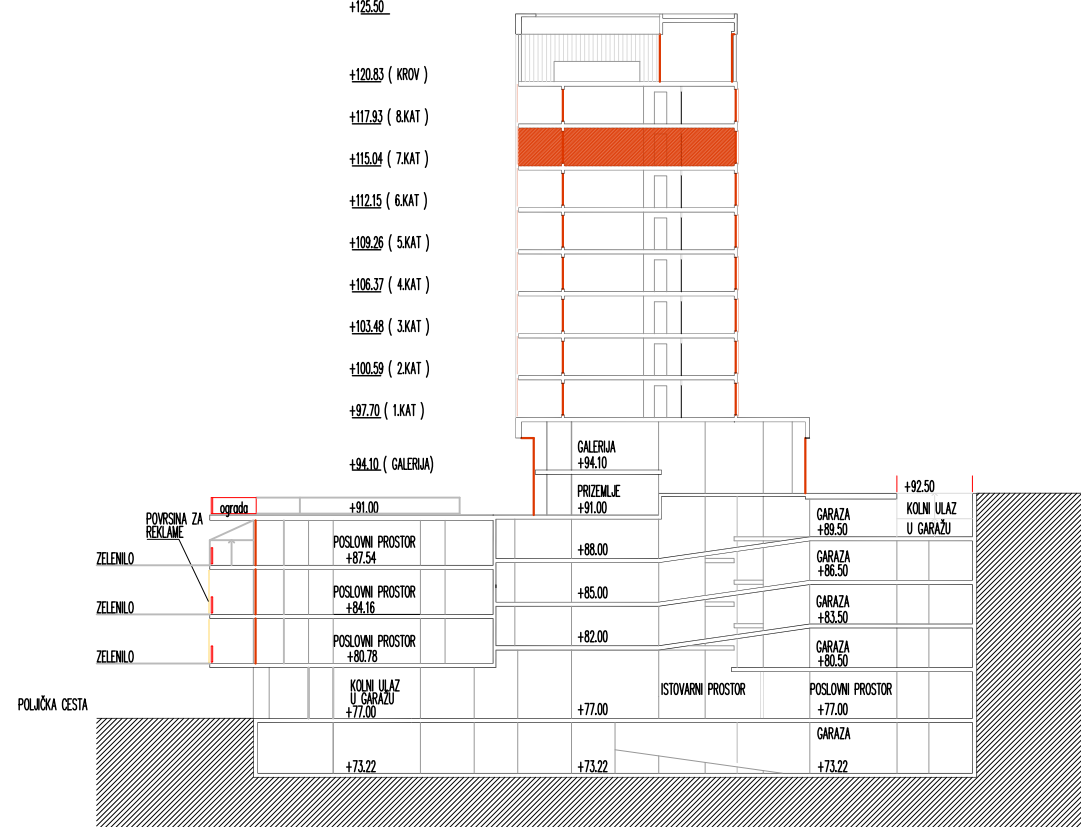 +125.50
+120.83 ( KROV )
+117.93 ( 8.KAT )
+115.04 ( 7.KAT )
+112.15 ( 6.KAT )
+109.26 ( 5.KAT )
+106.37 ( 4.KAT )
+103.48 ( 3.KAT )
+100.59 ( 2.KAT )
+97.70 ( 1.KAT )
+94.10 ( GALERIJA)
GALERIJA
+94.10
PRIZEMLJE
+91.00
+92.50
KOLNI ULAZ
U GARAŽU
ograda
+91.00
POVRSINA ZA
REKLAME
ZELENILO
ZELENILO
ZELENILO
POSLOVNI PROSTOR
+87.54
POSLOVNI PROSTOR
+84.16
POSLOVNI PROSTOR
+80.78
+88.00
+85.00
+82.00
GARAZA
+89.50
GARAZA
+86.50
GARAZA
+83.50
GARAZA
+80.50
POLJIČKA CESTA
KOLNI ULAZ
U GARAŽU
+77.00
+77.00
ISTOVARNI PROSTOR
POSLOVNI PROSTOR
+77.00
GARAZA
+73.22
+73.22
+73.22